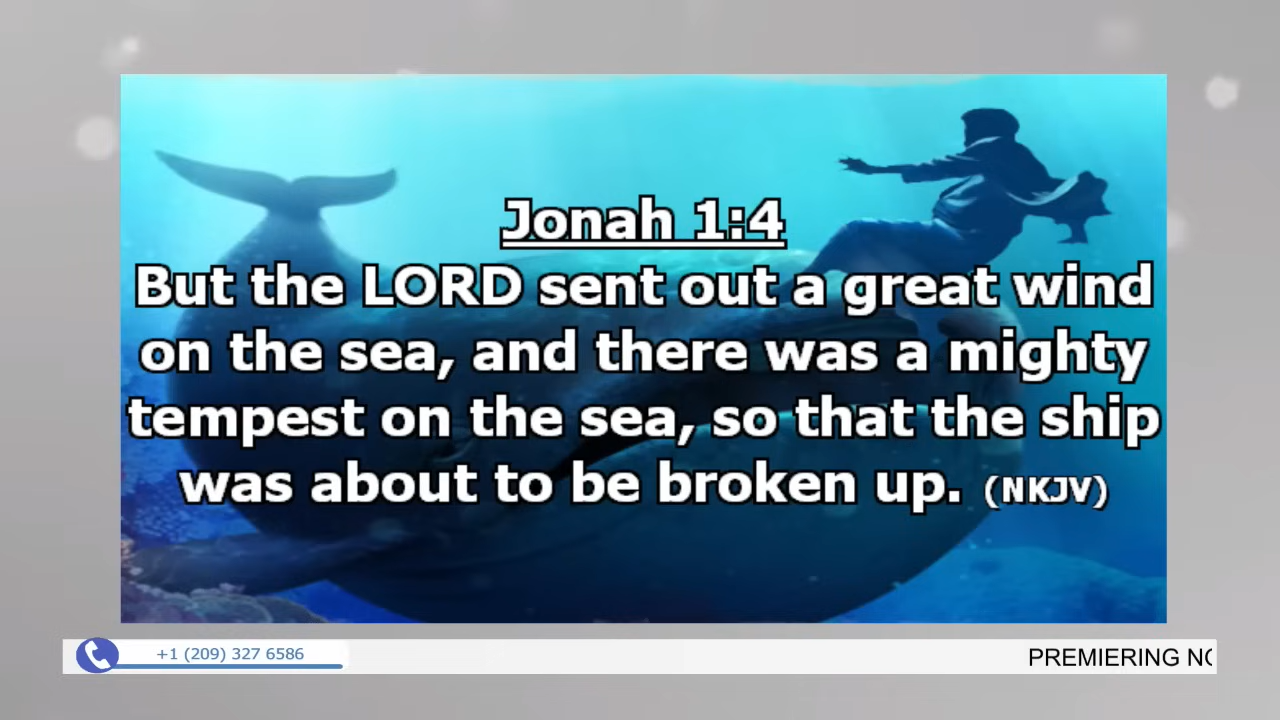 Jonah 1:4
But the LORD sent out a great wind
on the sea, and there was a mighty
tempest on the sea, so that the ship
was about to be broken up. (NKJV)
+1 (209) 327 6586
PREMIERING